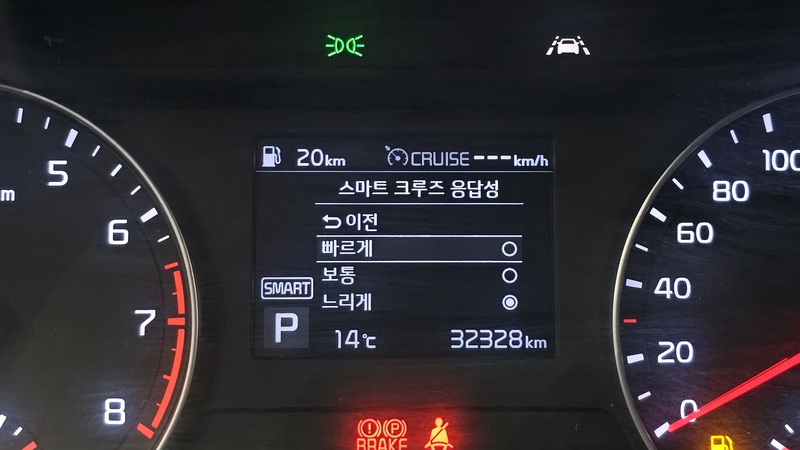 20km CRUISE ---km/h
스마트 크루즈 응답성
이전
빠르게
보통
느리게
SMART
P
14℃ 32328km
5
6
7
8
m
100
80
60
40
20
0
(!) (P)
BRAKE